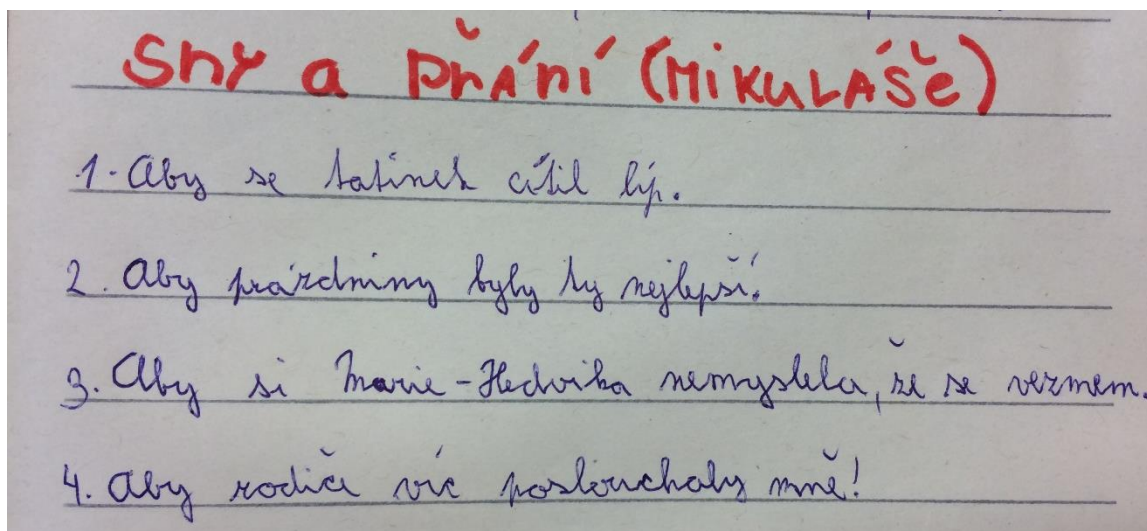 Sny a přání (Mikuláše)
1. Aby se tatínek cítil líp.
2. Aby prázdniny byly ty nejlepší.
3. Aby si Marie-Hedvika nemyslela, že se vezmem.
4. Aby rodiče víc poslouchaly mně!